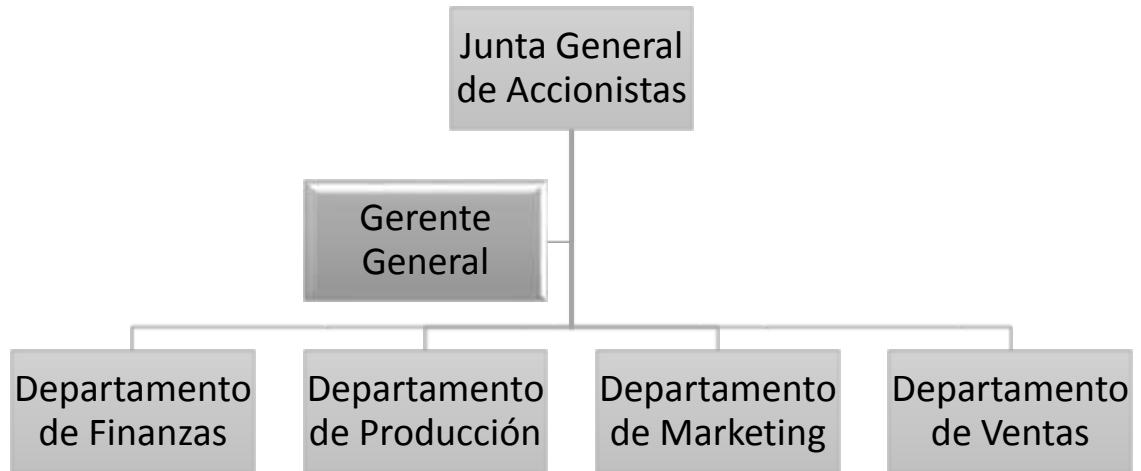 Junta General
de Accionistas
Gerente
General
Departamento
de Finanzas
Departamento
de Producción
Departamento
de Marketing
Departamento
de Ventas